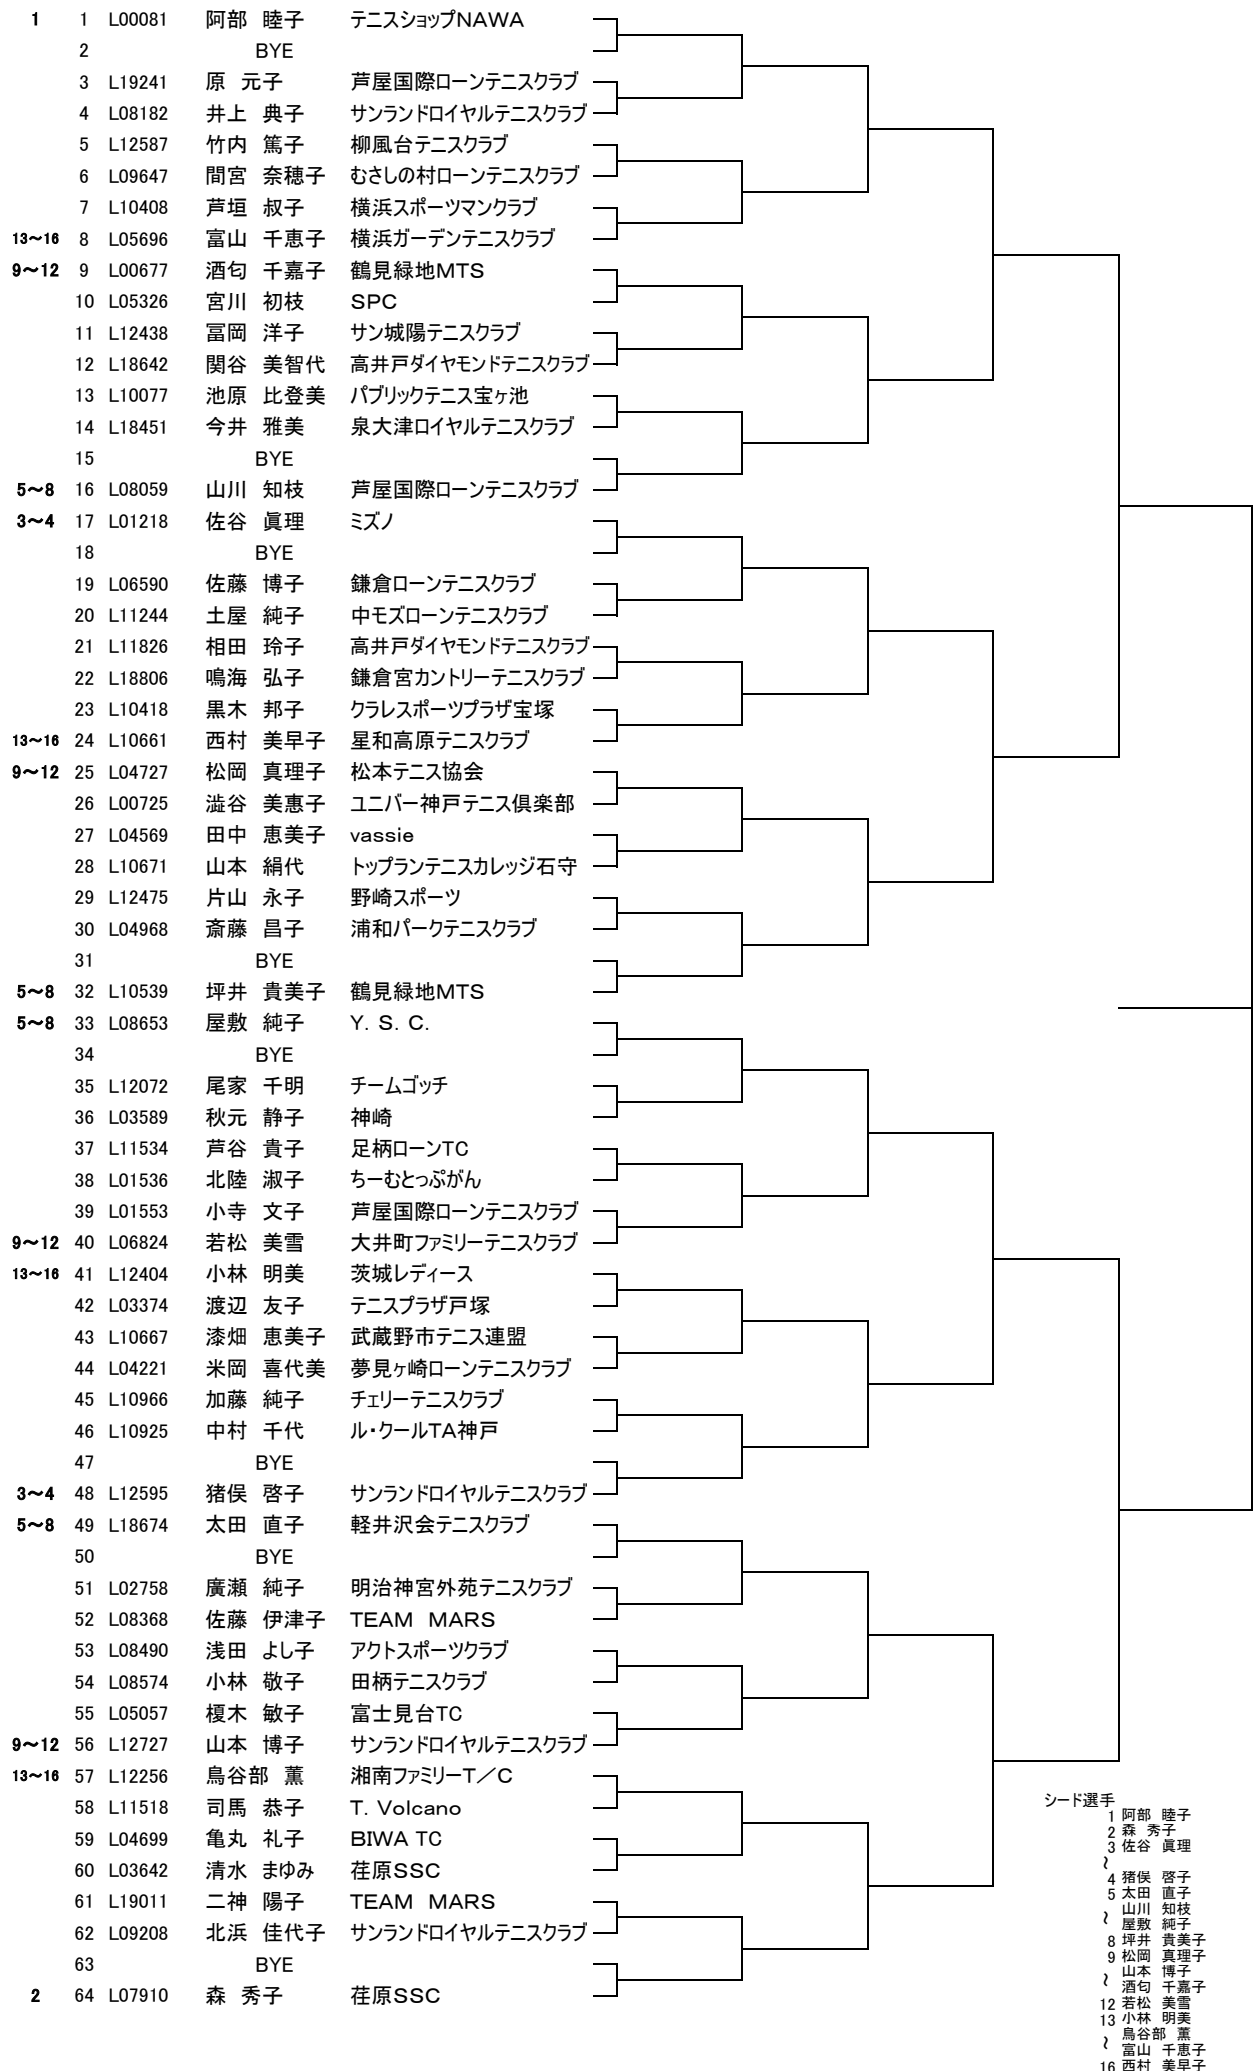 1 1 L00081 阿部 睦子 テニスショップNAWA
2 BYE
3 L19241 原 元子 芦屋国際ローンテニスクラブ
4 L08182 井上 典子 サンランドロイヤルテニスクラブ
5 L12587 竹内 篤子 柳風台テニスクラブ
6 L09647 間宮 奈穂子 むさしの村ローンテニスクラブ
7 L10408 芦垣 叔子 横浜スポーツマンクラブ
13～16 8 L05696 富山 千恵子 横浜ガーデンテニスクラブ
9～12 9 L00677 酒匂 千嘉子 鶴見緑地MTS
10 L05326 宮川 初枝 SPC
11 L12438 冨岡 洋子 サン城陽テニスクラブ
12 L18642 関谷 美智代 高井戸ダイヤモンドテニスクラブ
13 L10077 池原 比登美 パブリックテニス宝ヶ池
14 L18451 今井 雅美 泉大津ロイヤルテニスクラブ
15 BYE
5～8 16 L08059 山川 知枝 芦屋国際ローンテニスクラブ
3～4 17 L01218 佐谷 眞理 ミズノ
18 BYE
19 L06590 佐藤 博子 鎌倉ローンテニスクラブ
20 L11244 土屋 純子 中モズローンテニスクラブ
21 L11826 相田 玲子 高井戸ダイヤモンドテニスクラブ
22 L18806 鳴海 弘子 鎌倉宮カントリーテニスクラブ
23 L10418 黒木 邦子 クラレスポーツプラザ宝塚
13～16 24 L10661 西村 美早子 星和高原テニスクラブ
9～12 25 L04727 松岡 真理子 松本テニス協会
26 L00725 澁谷 美恵子 ユニバー神戸テニス倶楽部
27 L04569 田中 恵美子 vassie
28 L10671 山本 絹代 トップランテニスカレッジ石守
29 L12475 片山 永子 野崎スポーツ
30 L04968 斎藤 昌子 浦和パークテニスクラブ
31 BYE
5～8 32 L10539 坪井 貴美子 鶴見緑地MTS
5～8 33 L08653 屋敷 純子 Y. S. C.
34 BYE
35 L12072 尾家 千明 チームゴッチ
36 L03589 秋元 静子 神崎
37 L11534 芦谷 貴子 足柄ローンTC
38 L01536 北陸 淑子 ちーむとっぷがん
39 L01553 小寺 文子 芦屋国際ローンテニスクラブ
9～12 40 L06824 若松 美雪 大井町ファミリーテニスクラブ
13～16 41 L12404 小林 明美 茨城レディース
42 L03374 渡辺 友子 テニスプラザ戸塚
43 L10667 漆畑 恵美子 武蔵野市テニス連盟
44 L04221 米岡 喜代美 夢見ヶ崎ローンテニスクラブ
45 L10966 加藤 純子 チェリーテニスクラブ
46 L10925 中村 千代 ル・クールTA神戸
47 BYE
3～4 48 L12595 猪俣 啓子 サンランドロイヤルテニスクラブ
5～8 49 L18674 太田 直子 軽井沢会テニスクラブ
50 BYE
51 L02758 廣瀬 純子 明治神宮外苑テニスクラブ
52 L08368 佐藤 伊津子 TEAM MARS
53 L08490 浅田 よし子 アクトスポーツクラブ
54 L08574 小林 敬子 田柄テニスクラブ
55 L05057 榎木 敏子 富士見台TC
9～12 56 L12727 山本 博子 サンランドロイヤルテニスクラブ
13～16 57 L12256 鳥谷部 薫 湘南ファミリーT／C
58 L11518 司馬 恭子 T. Volcano
59 L04699 亀丸 礼子 BIWA TC
60 L03642 清水 まゆみ 荏原SSC
61 L19011 二神 陽子 TEAM MARS
62 L09208 北浜 佳代子 サンランドロイヤルテニスクラブ
63 BYE
2 64 L07910 森 秀子 荏原SSC
シード選手
1 阿部 睦子
2 森 秀子
3 佐谷 眞理
～
4 猪俣 啓子
5 太田 直子
山川 知枝
～ 屋敷 純子
8 坪井 貴美子
9 松岡 真理子
山本 博子
～ 酒匂 千嘉子
12 若松 美雪
13 小林 明美
鳥谷部 薫
～ 富山 千恵子
16 西村 美早子